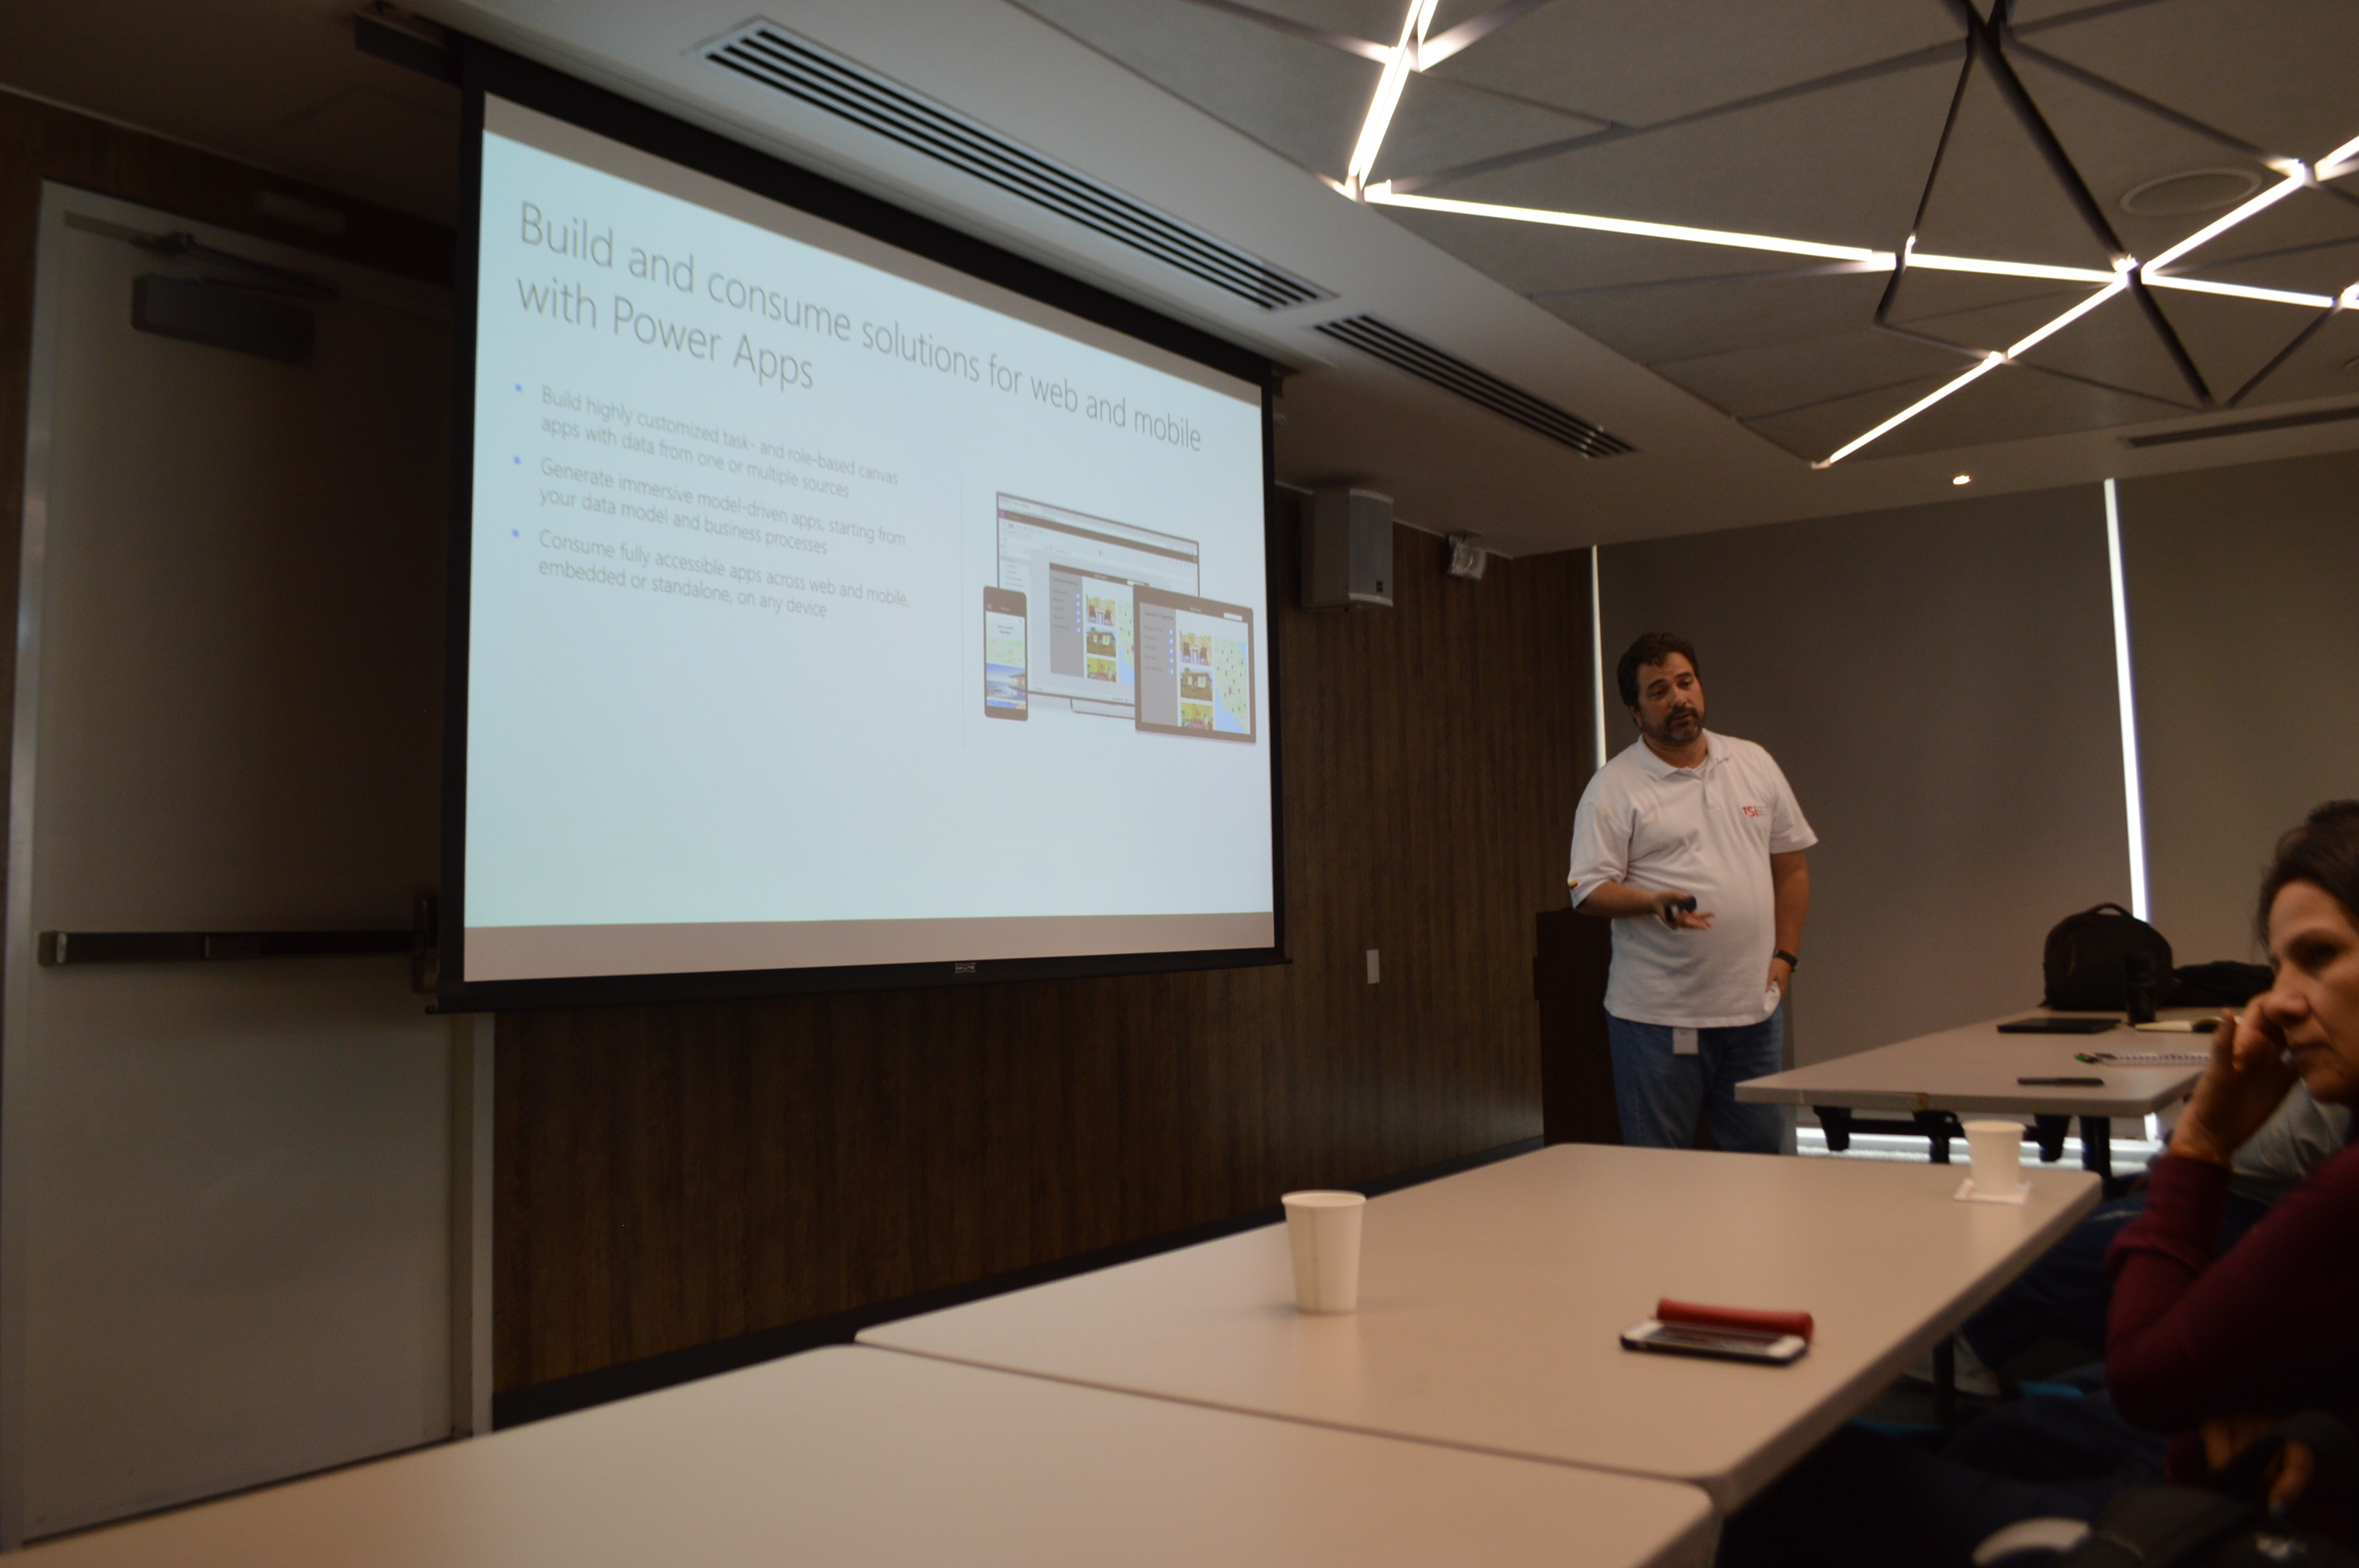 Build and consume solutions for web and mobile
with Power Apps
Build highly customized task- and role-based canvas
apps with data from one or multiple sources
Generate immersive model-driven apps, starting from
your data model and business processes
Consume fully accessible apps across web and mobile,
embedded or standalone, on any device
TSi